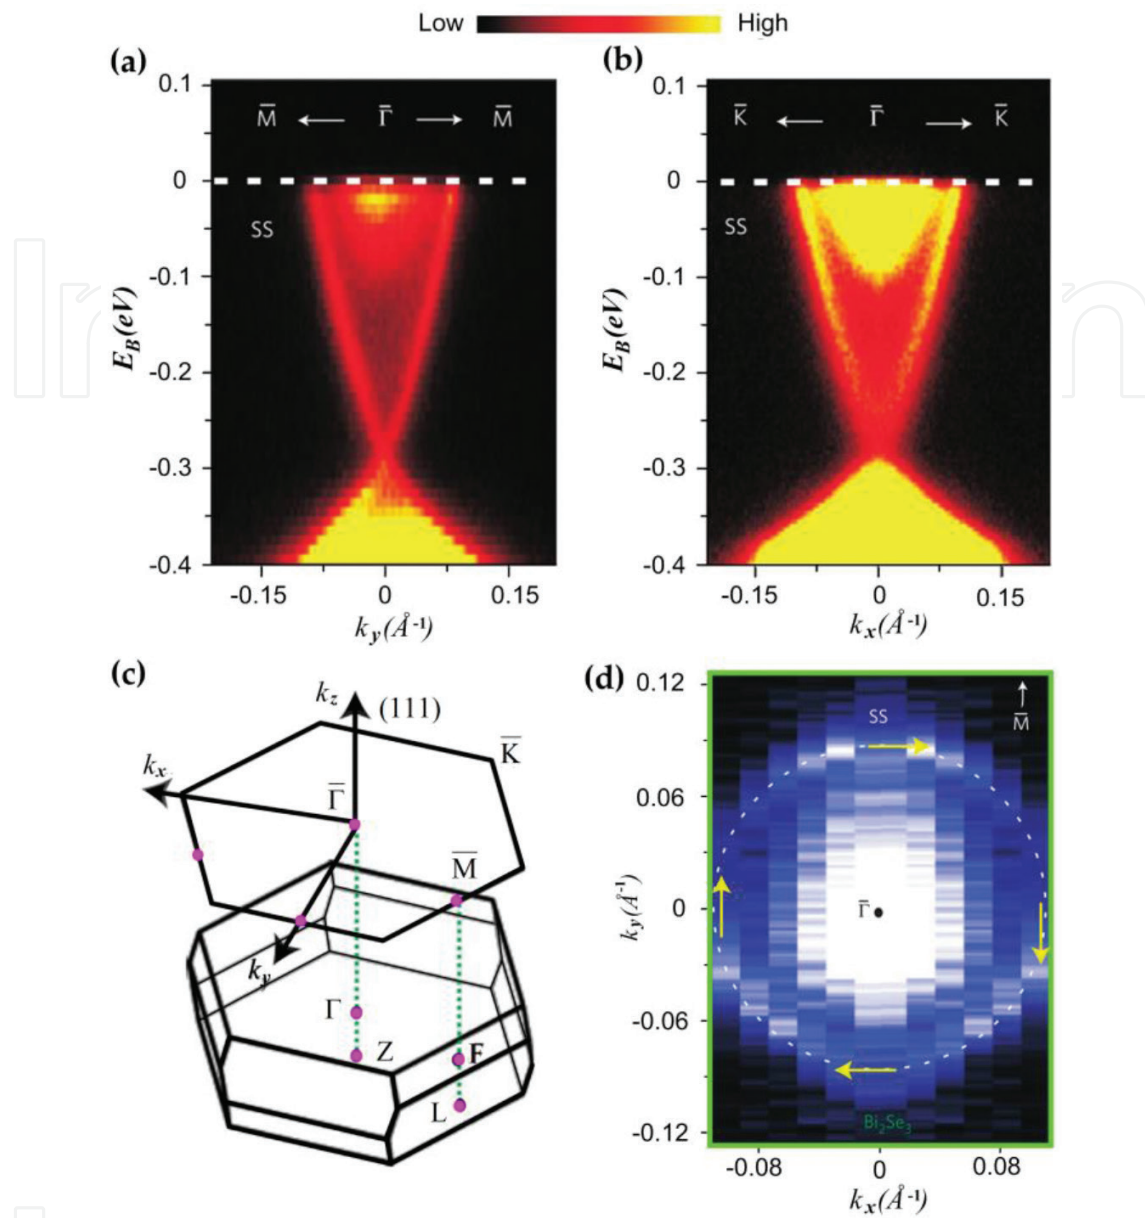 Low High
(a)
0.1
0
-0.1
-0.2
-0.3
-0.4
E_B(eV)
M̅ ← Γ̅ → M̅
SS
-0.15 0 0.15
k_y(Å⁻¹)
(b)
0.1
0
-0.1
-0.2
-0.3
-0.4
E_B(eV)
K̅ ← Γ̅ → K̅
SS
-0.15 0 0.15
k_x(Å⁻¹)
(c)
k_z
(111)
K̅
k_x
Γ̅
M̅
k_y
Γ
Z
F
L
(d)
0.12
0.06
0
-0.06
-0.12
k_y(Å⁻¹)
SS
M̅
Γ̅
Bi₂Se₃
-0.08 0 0.08
k_x(Å⁻¹)